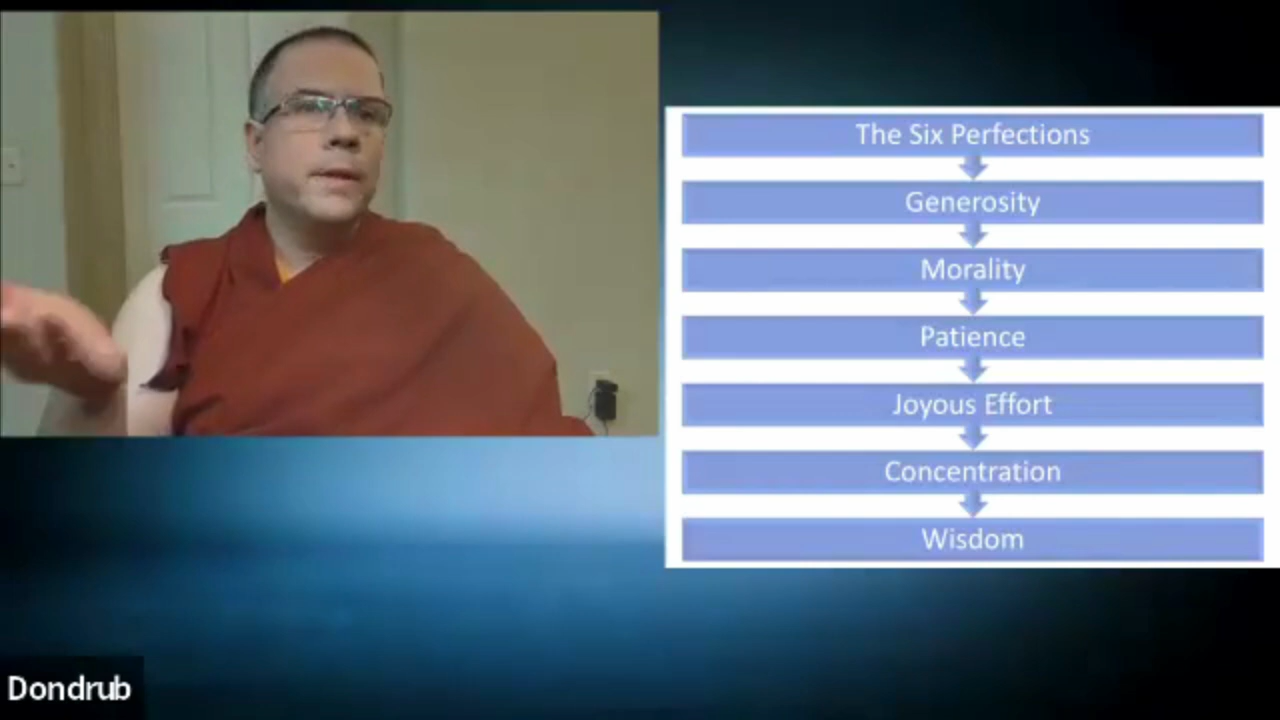 The Six Perfections
Generosity
Morality
Patience
Joyous Effort
Concentration
Wisdom
Dondrub